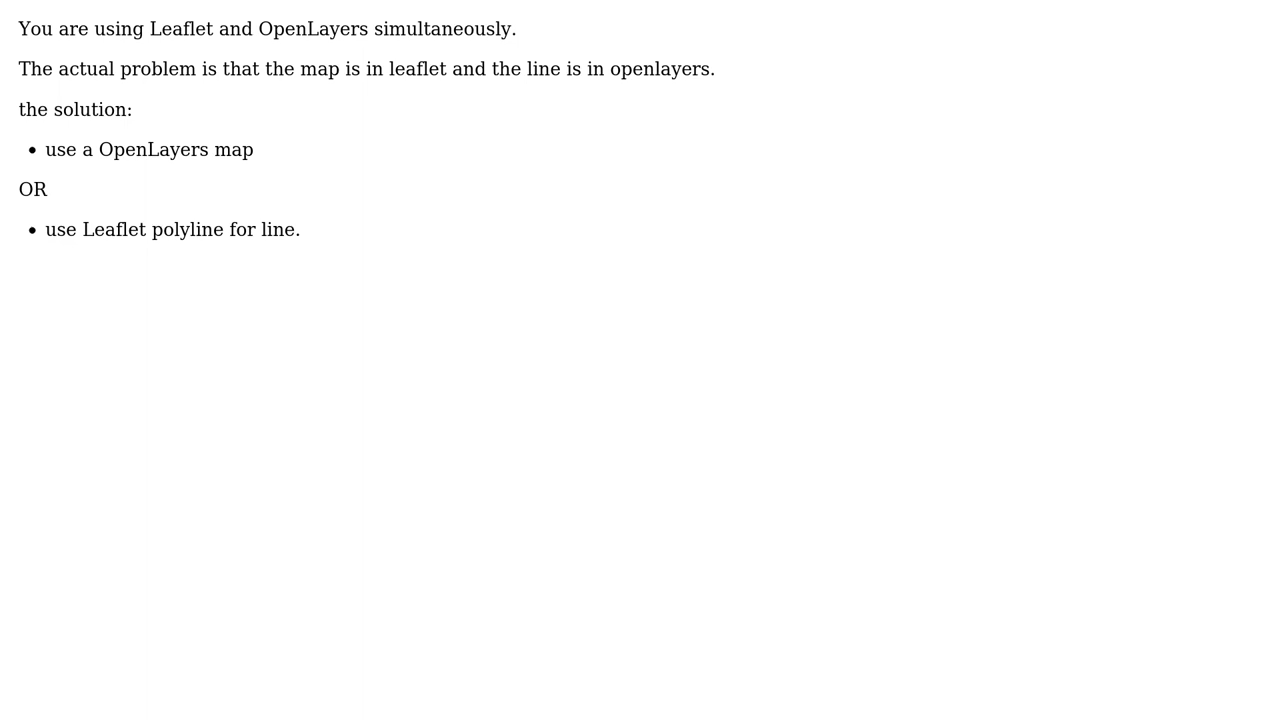 You are using Leaflet and OpenLayers simultaneously.
The actual problem is that the map is in leaflet and the line is in openlayers.
the solution:
• use a OpenLayers map
OR
• use Leaflet polyline for line.